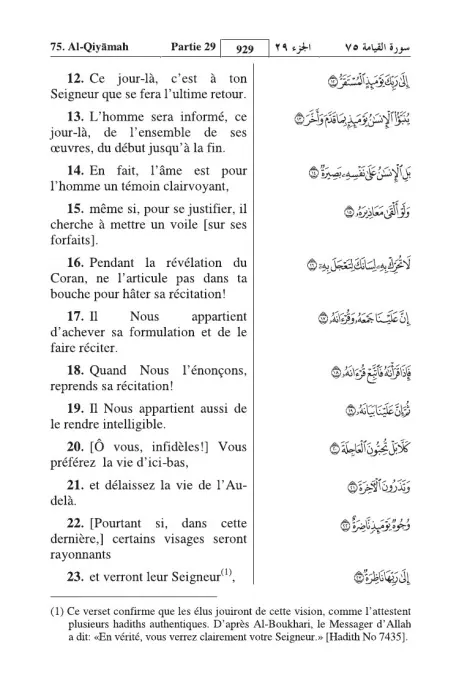 75. Al-Qiyâmah Partie 29 929 الجزء ٢٩ سورة القيامة ٧٥
12. Ce jour-là, c’est à ton
Seigneur que se fera l’ultime retour.
إِلَىٰ رَبِّكَ يَوْمَئِذٍ ٱلْمُسْتَقَرُّ ۝١٢
13. L’homme sera informé, ce
jour-là, de l’ensemble de ses
œuvres, du début jusqu’à la fin.
يُنَبَّؤُا۟ ٱلْإِنسَٰنُ يَوْمَئِذٍۭ بِمَا قَدَّمَ وَأَخَّرَ ۝١٣
14. En fait, l’âme est pour
l’homme un témoin clairvoyant,
بَلِ ٱلْإِنسَٰنُ عَلَىٰ نَفْسِهِۦ بَصِيرَةٌ ۝١٤
15. même si, pour se justifier, il
cherche à mettre un voile [sur ses
forfaits].
وَلَوْ أَلْقَىٰ مَعَاذِيرَهُۥ ۝١٥
16. Pendant la révélation du
Coran, ne l’articule pas dans ta
bouche pour hâter sa récitation!
لَا تُحَرِّكْ بِهِۦ لِسَانَكَ لِتَعْجَلَ بِهِۦٓ ۝١٦
17. Il Nous appartient
d’achever sa formulation et de le
faire réciter.
إِنَّ عَلَيْنَا جَمْعَهُۥ وَقُرْءَانَهُۥ ۝١٧
18. Quand Nous l’énonçons,
reprends sa récitation!
فَإِذَا قَرَأْنَٰهُ فَٱتَّبِعْ قُرْءَانَهُۥ ۝١٨
19. Il Nous appartient aussi de
le rendre intelligible.
ثُمَّ إِنَّ عَلَيْنَا بَيَانَهُۥ ۝١٩
20. [Ô vous, infidèles!] Vous
préférez la vie d’ici-bas,
كَلَّا بَلْ تُحِبُّونَ ٱلْعَاجِلَةَ ۝٢٠
21. et délaissez la vie de l’Au-
delà.
وَتَذَرُونَ ٱلْءَاخِرَةَ ۝٢١
22. [Pourtant si, dans cette
dernière,] certains visages seront
rayonnants
وُجُوهٌ يَوْمَئِذٍ نَّاضِرَةٌ ۝٢٢
23. et verront leur Seigneur(1),
إِلَىٰ رَبِّهَا نَاظِرَةٌ ۝٢٣
(1) Ce verset confirme que les élus jouiront de cette vision, comme l’attestent
plusieurs hadiths authentiques. D’après Al-Boukhari, le Messager d’Allah
a dit: «En vérité, vous verrez clairement votre Seigneur.» [Hadith No 7435].